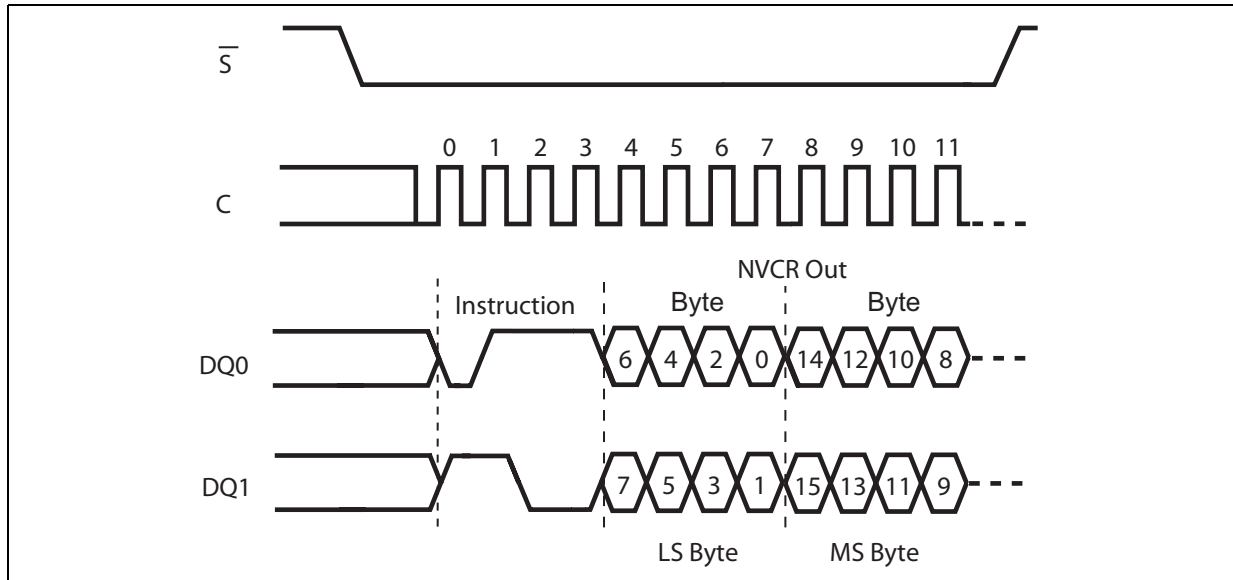 S
0 1 2 3 4 5 6 7 8 9 10 11
C
NVCR Out
Instruction Byte Byte
DQ0 6 4 2 0 14 12 10 8
DQ1 7 5 3 1 15 13 11 9
LS Byte MS Byte